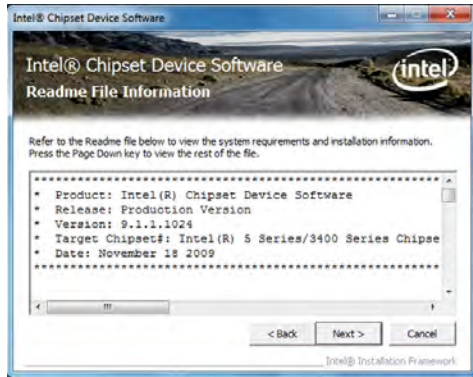 Intel® Chipset Device Software
Intel® Chipset Device Software
Readme File Information
intel
Refer to the Readme file below to view the system requirements and installation information.
Press the Page Down key to view the rest of the file.
********************************************************
* Product: Intel(R) Chipset Device Software
* Release: Production Version
* Version: 9.1.1.1024
* Target Chipset#: Intel(R) 5 Series/3400 Series Chipse
* Date: November 18 2009
********************************************************
< Back
Next >
Cancel
Intel® Installation Framework